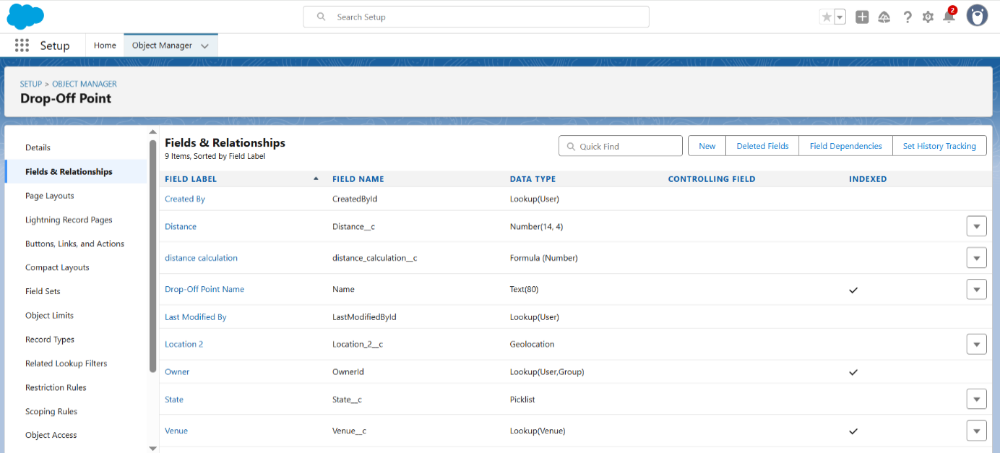 Search Setup
2
Setup
Home
Object Manager
SETUP > OBJECT MANAGER
Drop-Off Point
Details
Fields & Relationships
Page Layouts
Lightning Record Pages
Buttons, Links, and Actions
Compact Layouts
Field Sets
Object Limits
Record Types
Related Lookup Filters
Restriction Rules
Scoping Rules
Object Access
Fields & Relationships
9 Items, Sorted by Field Label
Quick Find
New
Deleted Fields
Field Dependencies
Set History Tracking
FIELD LABEL FIELD NAME DATA TYPE CONTROLLING FIELD INDEXED
Created By CreatedById Lookup(User)
Distance Distance__c Number(14, 4)
distance calculation distance_calculation__c Formula (Number)
Drop-Off Point Name Name Text(80)
Last Modified By LastModifiedById Lookup(User)
Location 2 Location_2__c Geolocation
Owner OwnerId Lookup(User,Group)
State State__c Picklist
Venue Venue__c Lookup(Venue)